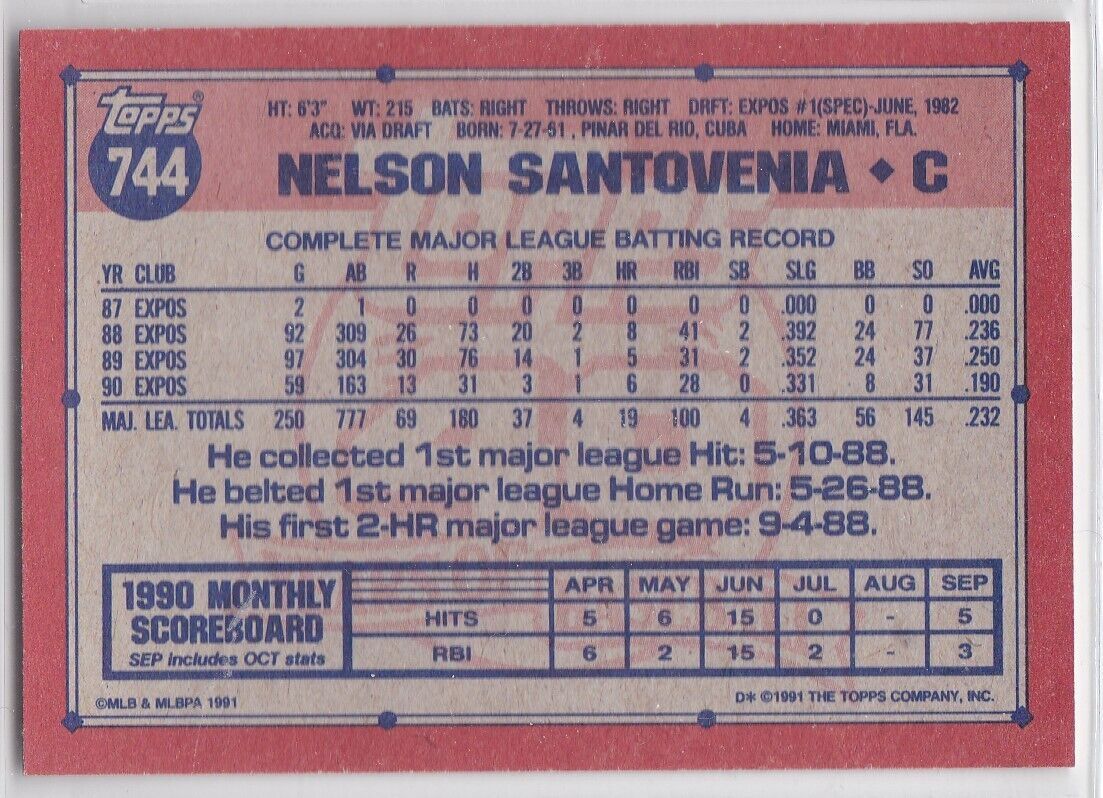 topps®
744
HT: 6'3" WT: 215 BATS: RIGHT THROWS: RIGHT DRFT: EXPOS #1(SPEC)-JUNE, 1982
ACQ: VIA DRAFT BORN: 7-27-61, PINAR DEL RIO, CUBA HOME: MIAMI, FLA.
NELSON SANTOVENIA ◆ C
COMPLETE MAJOR LEAGUE BATTING RECORD
YR CLUB G AB R H 2B 3B HR RBI SB SLG BB SO AVG
87 EXPOS 2 1 0 0 0 0 0 0 0 .000 0 0 .000
88 EXPOS 92 309 26 73 20 2 8 41 2 .392 24 77 .236
89 EXPOS 97 304 30 76 14 1 5 31 2 .352 24 37 .250
90 EXPOS 59 163 13 31 3 1 6 28 0 .331 8 31 .190
MAJ. LEA. TOTALS 250 777 69 180 37 4 19 100 4 .363 56 145 .232
He collected 1st major league Hit: 5-10-88.
He belted 1st major league Home Run: 5-26-88.
His first 2-HR major league game: 9-4-88.
1990 MONTHLY SCOREBOARD
SEP includes OCT stats
APR MAY JUN JUL AUG SEP
HITS 5 6 15 0 - 5
RBI 6 2 15 2 - 3
©MLB & MLBPA 1991
D* ©1991 THE TOPPS COMPANY, INC.